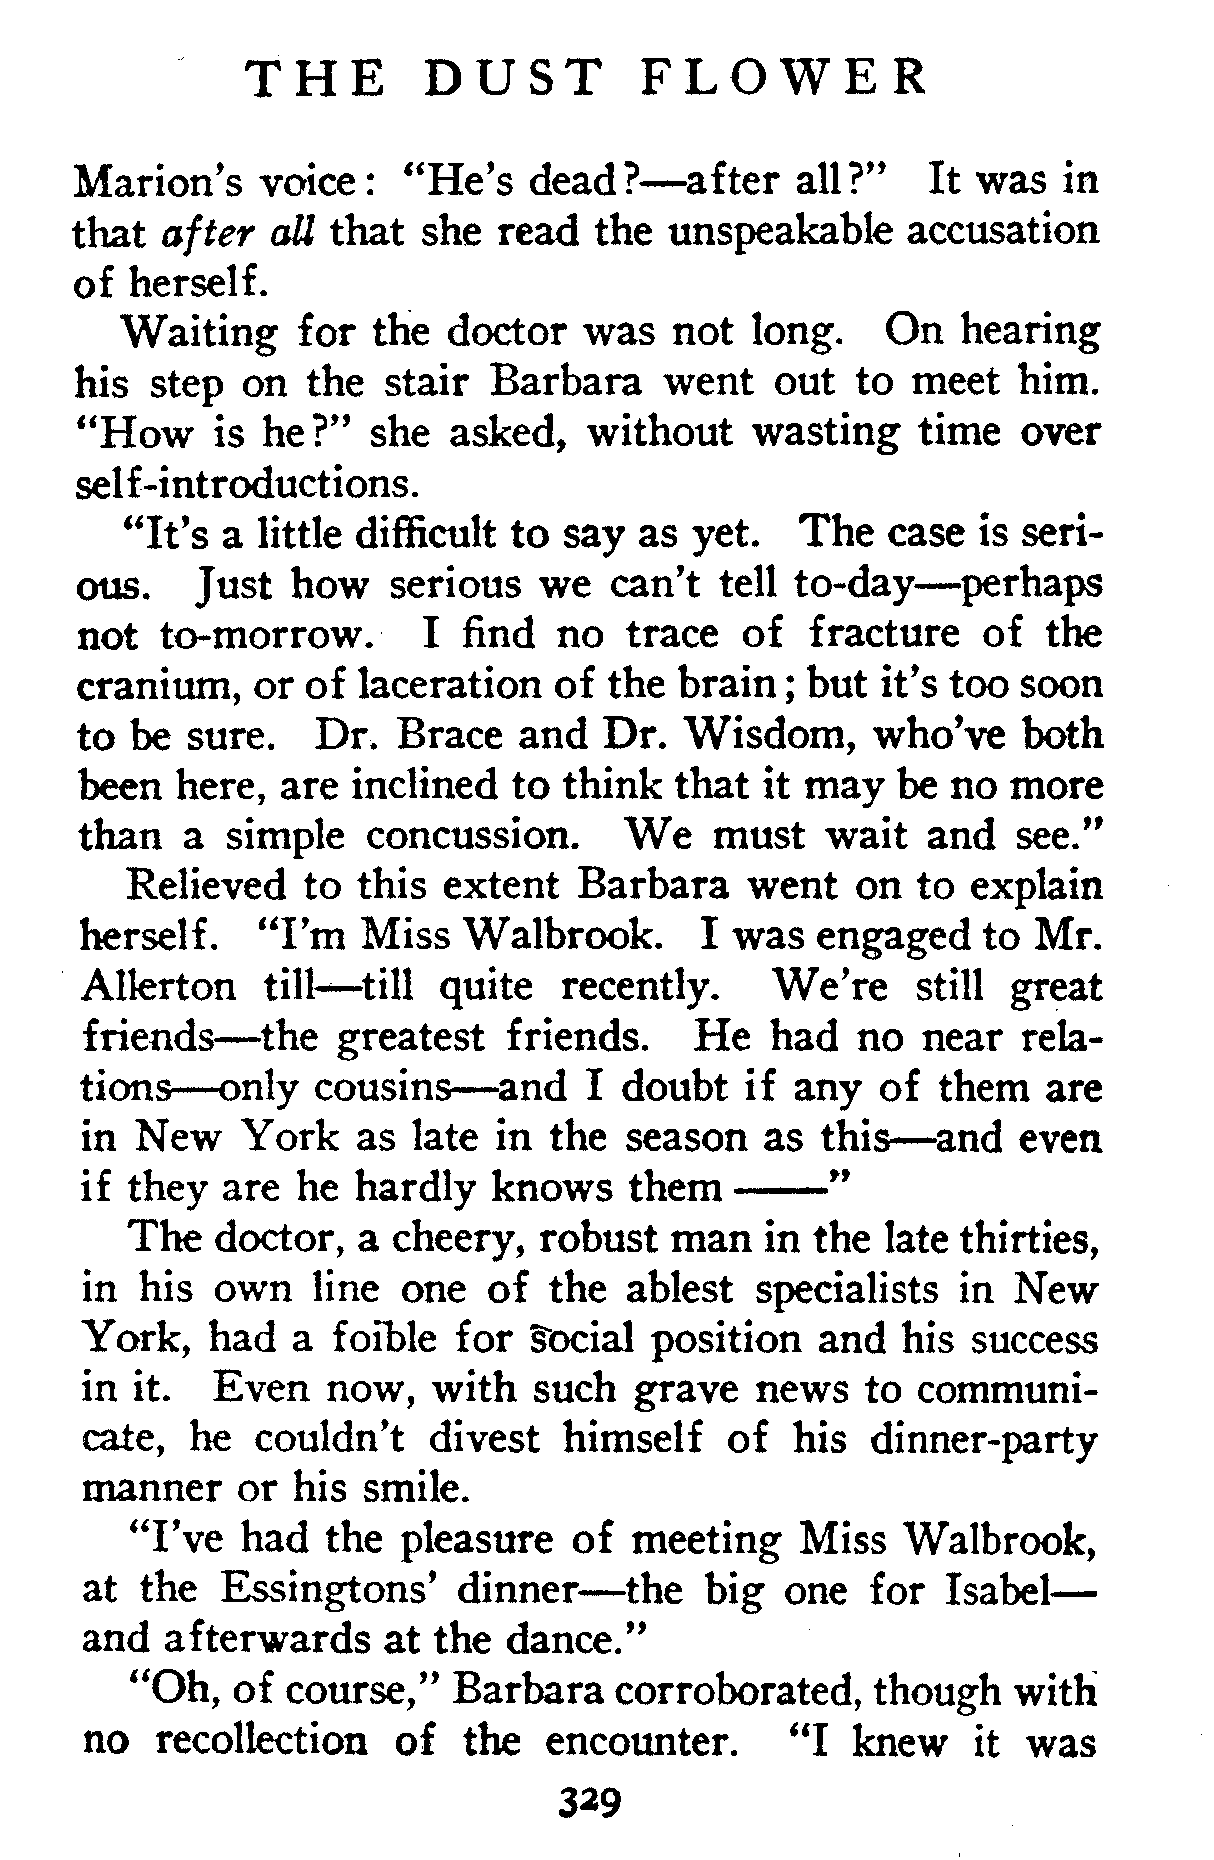 THE DUST FLOWER
Marion's voice: “He's dead?—after all?” It was in
that after all that she read the unspeakable accusation
of herself.
Waiting for the doctor was not long. On hearing
his step on the stair Barbara went out to meet him.
“How is he?” she asked, without wasting time over
self-introductions.
“It's a little difficult to say as yet. The case is seri-
ous. Just how serious we can't tell to-day—perhaps
not to-morrow. I find no trace of fracture of the
cranium, or of laceration of the brain; but it's too soon
to be sure. Dr. Brace and Dr. Wisdom, who've both
been here, are inclined to think that it may be no more
than a simple concussion. We must wait and see.”
Relieved to this extent Barbara went on to explain
herself. “I'm Miss Walbrook. I was engaged to Mr.
Allerton till—till quite recently. We're still great
friends—the greatest friends. He had no near rela-
tions—only cousins—and I doubt if any of them are
in New York as late in the season as this—and even
if they are he hardly knows them ——”
The doctor, a cheery, robust man in the late thirties,
in his own line one of the ablest specialists in New
York, had a foible for social position and his success
in it. Even now, with such grave news to communi-
cate, he couldn't divest himself of his dinner-party
manner or his smile.
“I've had the pleasure of meeting Miss Walbrook,
at the Essingtons' dinner—the big one for Isabel—
and afterwards at the dance.”
“Oh, of course,” Barbara corroborated, though with
no recollection of the encounter. “I knew it was
329